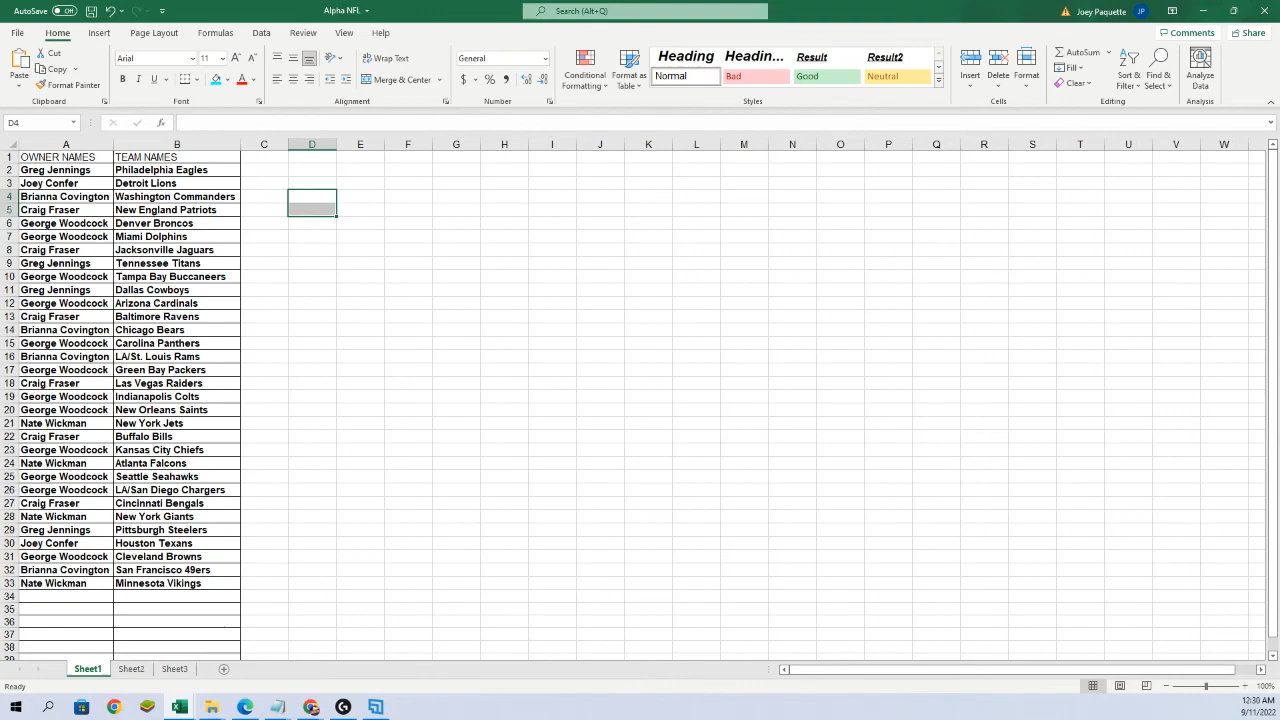 AutoSave Off Alpha NFL Search (Alt+Q) Joey Paquette JP
File Home Insert Page Layout Formulas Data Review View Help Comments Share
Paste Cut Copy Format Painter Clipboard
Arial 11 B I U A Font
Wrap Text Merge & Center Alignment
General $ % Number
Conditional Formatting Format as Table
Heading Headin... Result Result2
Normal Bad Good Neutral
Styles
Insert Delete Format Cells
AutoSum Fill Clear Sort & Filter Find & Select Editing
Analyze Data Analysis
D4 fx
A B C D E F G H I J K L M N O P Q R S T U V W
1 OWNER NAMES TEAM NAMES
2 Greg Jennings Philadelphia Eagles
3 Joey Confer Detroit Lions
4 Brianna Covington Washington Commanders
5 Craig Fraser New England Patriots
6 George Woodcock Denver Broncos
7 George Woodcock Miami Dolphins
8 Craig Fraser Jacksonville Jaguars
9 Greg Jennings Tennessee Titans
10 George Woodcock Tampa Bay Buccaneers
11 Greg Jennings Dallas Cowboys
12 George Woodcock Arizona Cardinals
13 Craig Fraser Baltimore Ravens
14 Brianna Covington Chicago Bears
15 George Woodcock Carolina Panthers
16 Brianna Covington LA/St. Louis Rams
17 George Woodcock Green Bay Packers
18 Craig Fraser Las Vegas Raiders
19 George Woodcock Indianapolis Colts
20 George Woodcock New Orleans Saints
21 Nate Wickman New York Jets
22 Craig Fraser Buffalo Bills
23 George Woodcock Kansas City Chiefs
24 Nate Wickman Atlanta Falcons
25 George Woodcock Seattle Seahawks
26 George Woodcock LA/San Diego Chargers
27 Craig Fraser Cincinnati Bengals
28 Nate Wickman New York Giants
29 Greg Jennings Pittsburgh Steelers
30 Joey Confer Houston Texans
31 George Woodcock Cleveland Browns
32 Brianna Covington San Francisco 49ers
33 Nate Wickman Minnesota Vikings
34
35
36
37
38
39
Sheet1 Sheet2 Sheet3
Ready 100%
12:30 AM
9/11/2022